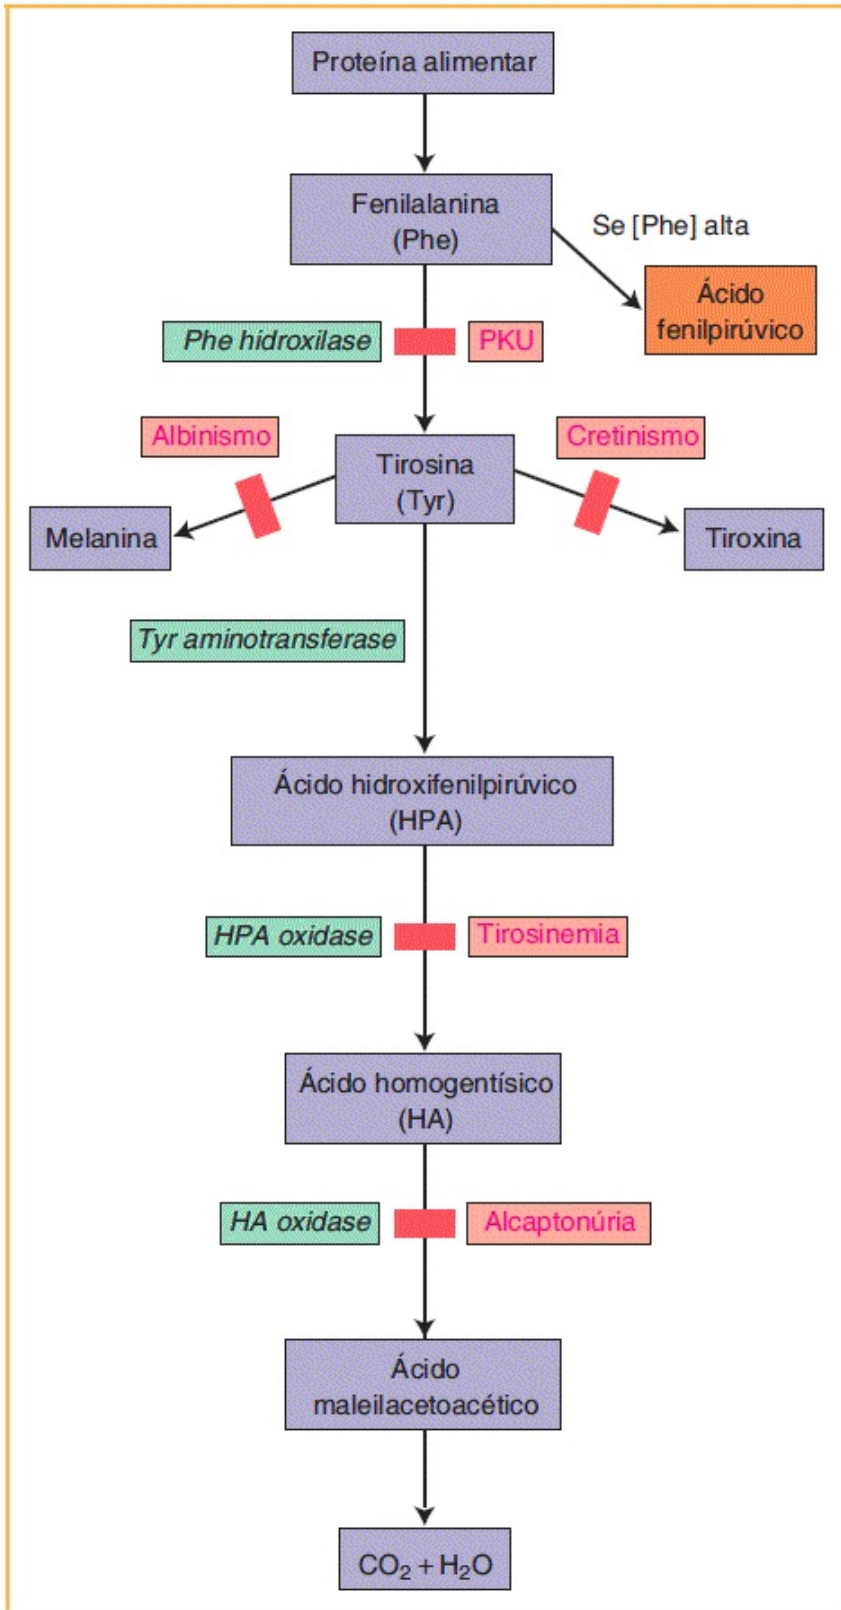 Proteína alimentar
Fenilalanina
(Phe)
Se [Phe] alta
Ácido
fenilpirúvico
Phe hidroxilase
PKU
Albinismo
Cretinismo
Tirosina
(Tyr)
Melanina
Tiroxina
Tyr aminotransferase
Ácido hidroxifenilpirúvico
(HPA)
HPA oxidase
Tirosinemia
Ácido homogentísico
(HA)
HA oxidase
Alcaptonúria
Ácido
maleilacetoacético
CO₂ + H₂O